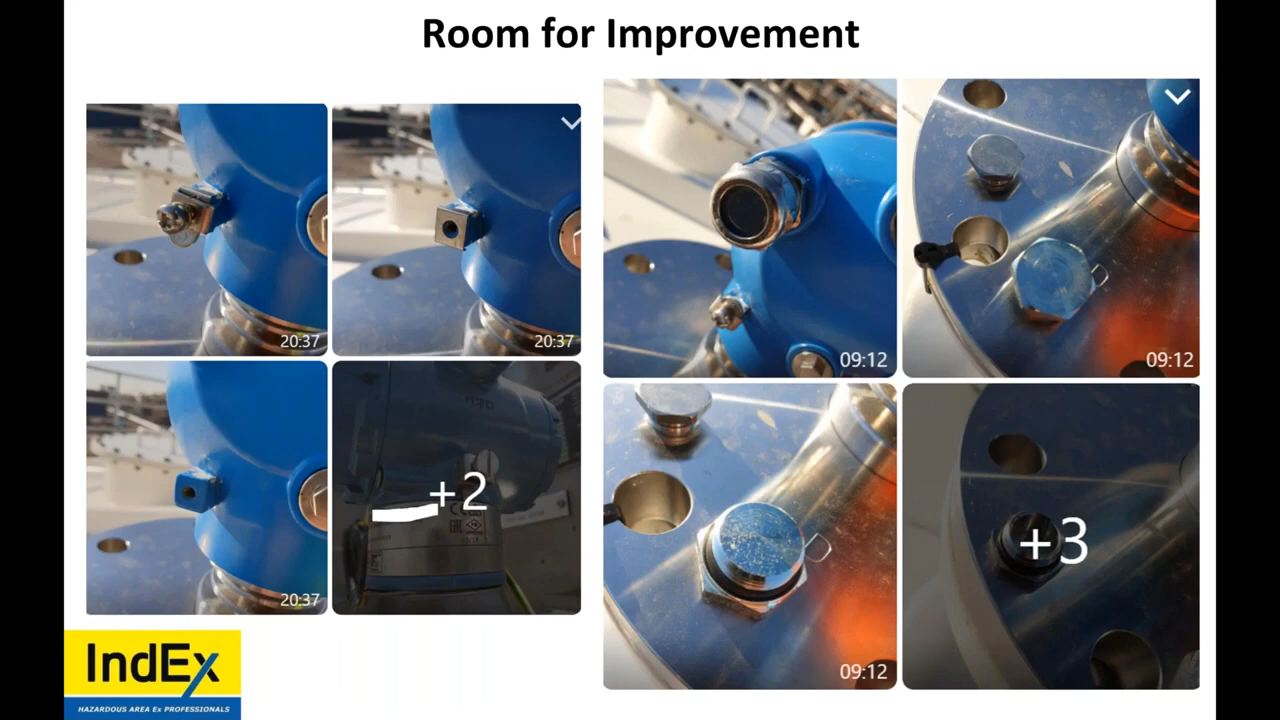 Room for Improvement
20:37
20:37
09:12
09:12
20:37
+2
09:12
+3
IndEx
HAZARDOUS AREA Ex PROFESSIONALS